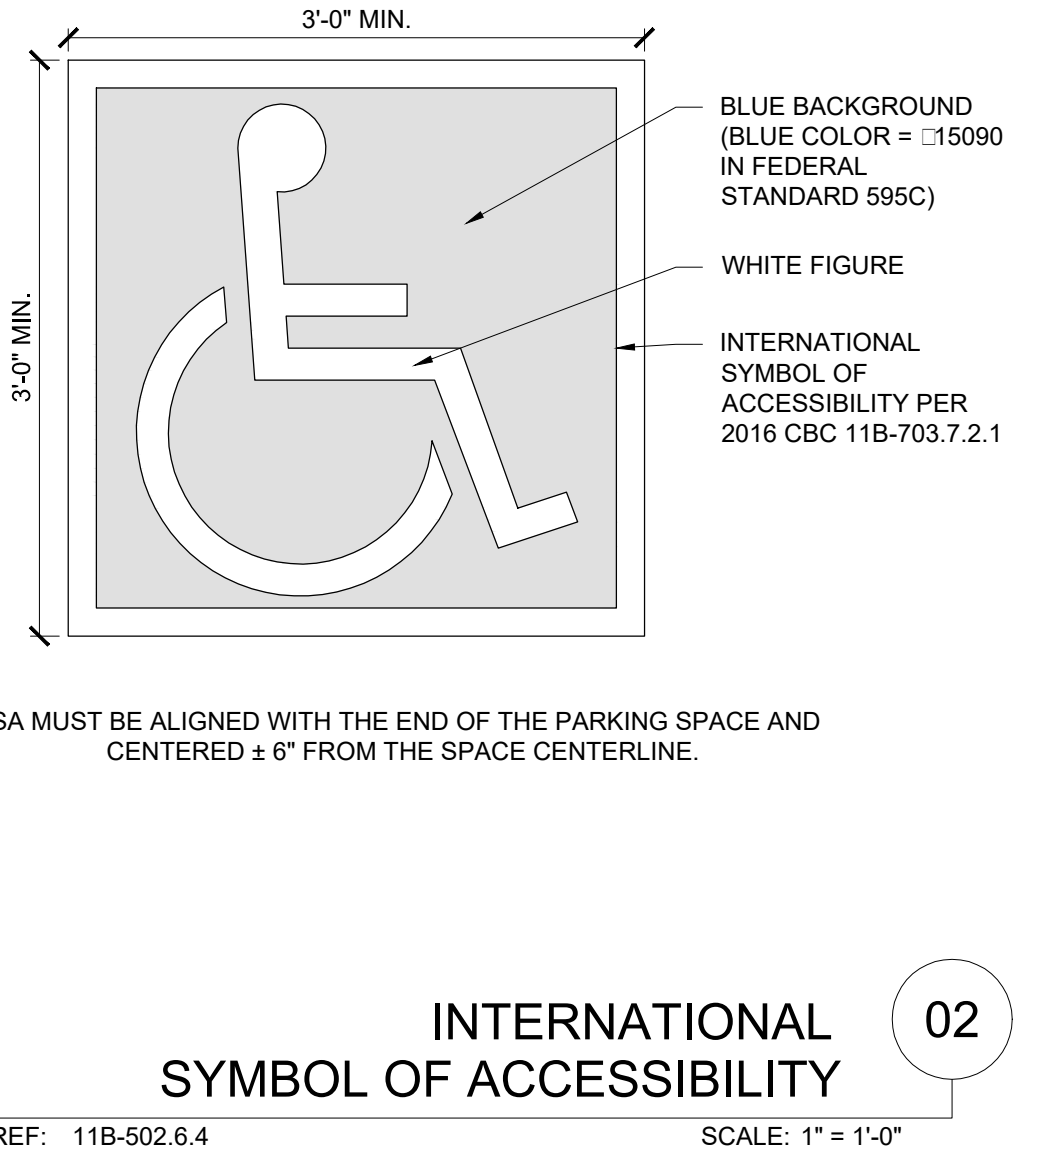 3'-0" MIN.
3'-0" MIN.
BLUE BACKGROUND
(BLUE COLOR = □15090
IN FEDERAL
STANDARD 595C)
WHITE FIGURE
INTERNATIONAL
SYMBOL OF
ACCESSIBILITY PER
2016 CBC 11B-703.7.2.1
SA MUST BE ALIGNED WITH THE END OF THE PARKING SPACE AND
CENTERED ± 6" FROM THE SPACE CENTERLINE.
INTERNATIONAL
SYMBOL OF ACCESSIBILITY
02
REF: 11B-502.6.4
SCALE: 1" = 1'-0"